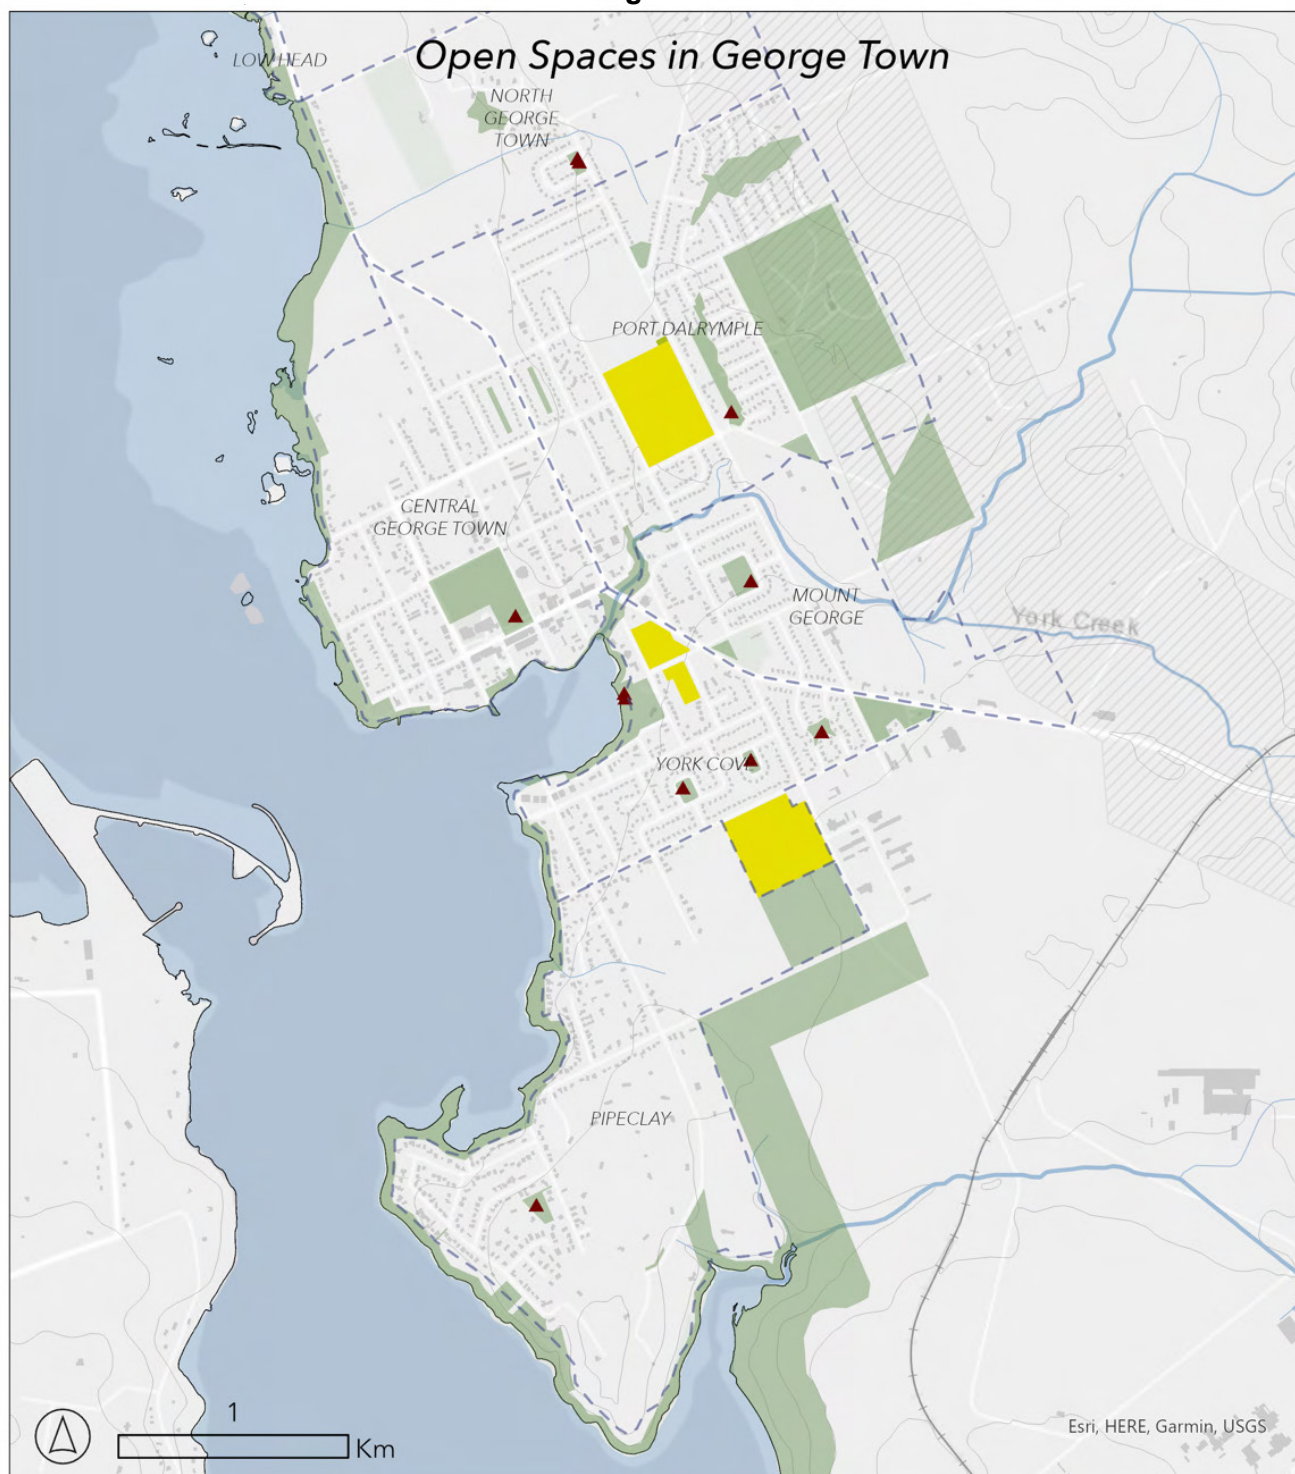 Open Spaces in George Town
LOW HEAD
NORTH
GEORGE
TOWN
PORT DALRYMPLE
CENTRAL
GEORGE TOWN
MOUNT
GEORGE
York Creek
YORK COVE
PIPECLAY
1
Km
Esri, HERE, Garmin, USGS